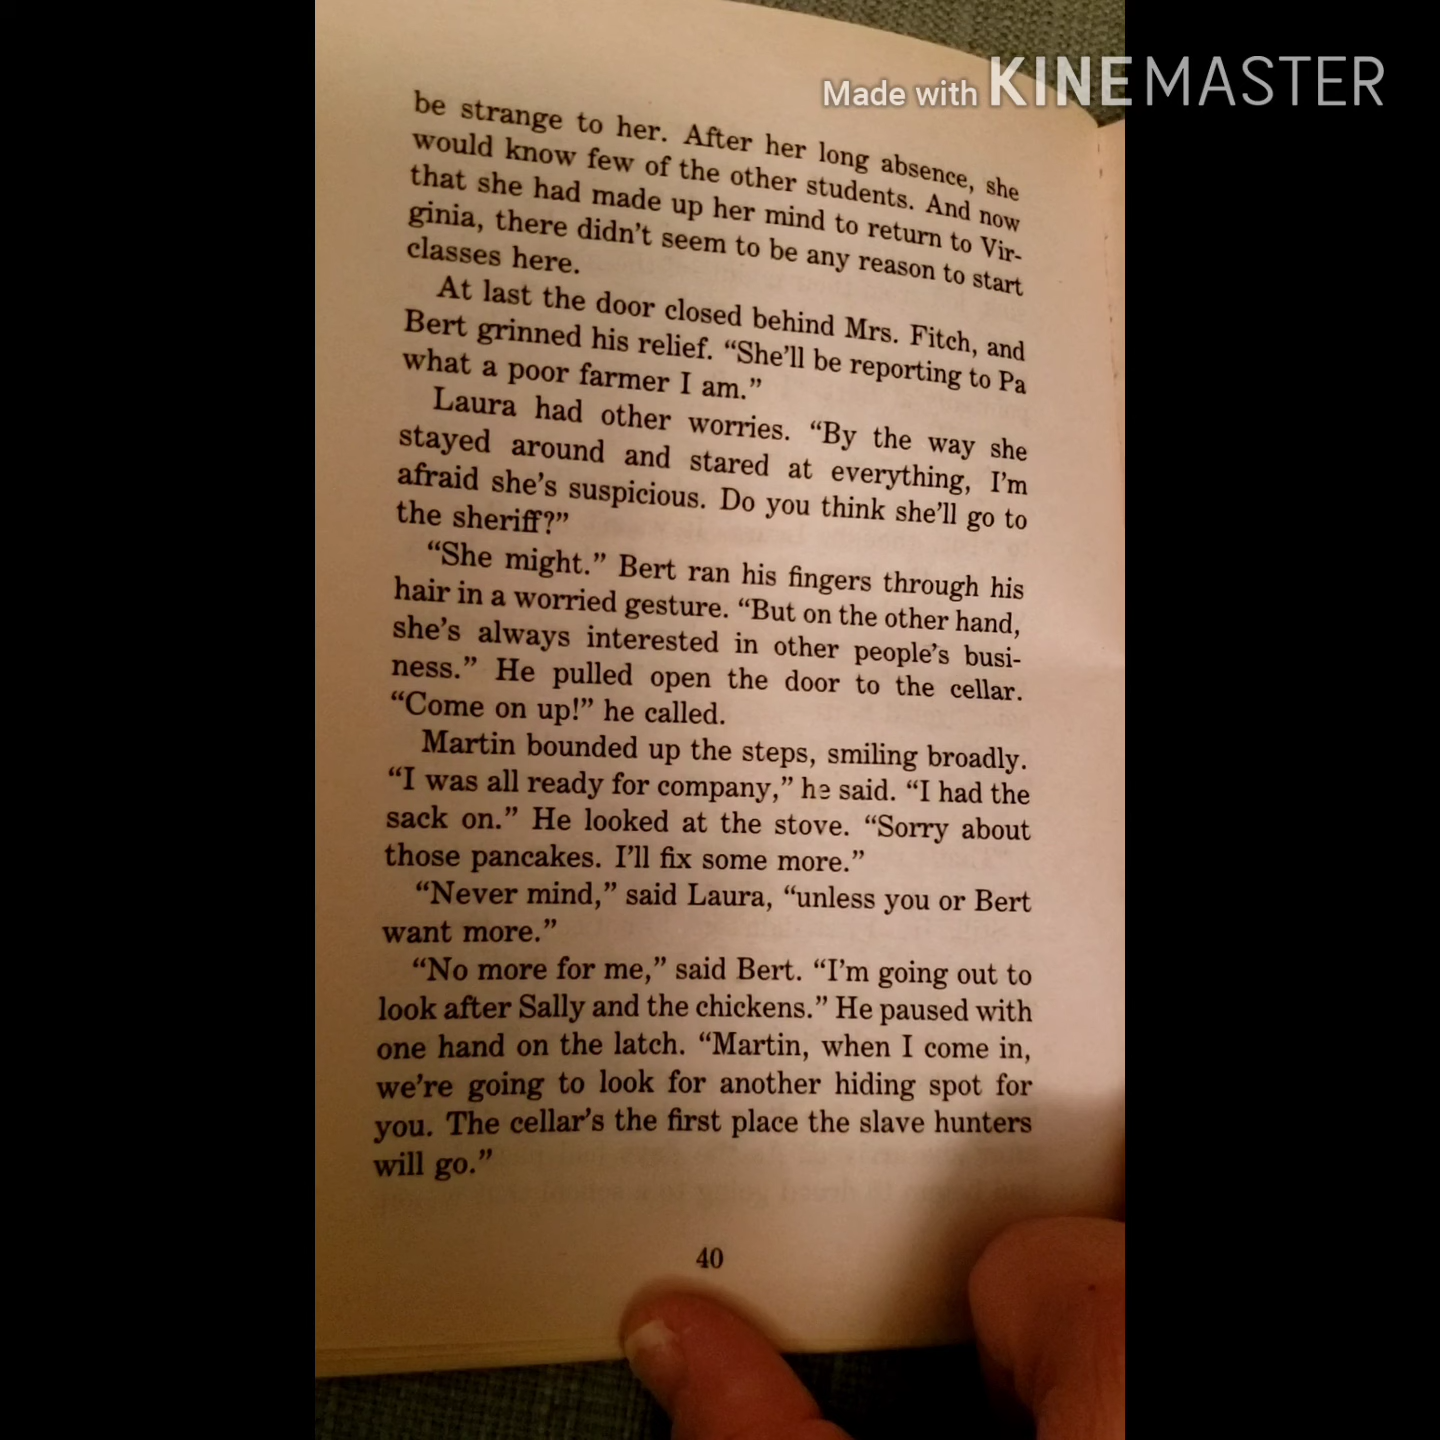 Made with KINEMASTER
be strange to her. After her long absence, she
would know few of the other students. And now
that she had made up her mind to return to Vir-
ginia, there didn't seem to be any reason to start
classes here.
At last the door closed behind Mrs. Fitch, and
Bert grinned his relief. “She'll be reporting to Pa
what a poor farmer I am.”
Laura had other worries. “By the way she
stayed around and stared at everything, I'm
afraid she's suspicious. Do you think she'll go to
the sheriff?”
“She might.” Bert ran his fingers through his
hair in a worried gesture. “But on the other hand,
she's always interested in other people's busi-
ness.” He pulled open the door to the cellar.
“Come on up!” he called.
Martin bounded up the steps, smiling broadly.
“I was all ready for company,” he said. “I had the
sack on.” He looked at the stove. “Sorry about
those pancakes. I'll fix some more.”
“Never mind,” said Laura, “unless you or Bert
want more.”
“No more for me,” said Bert. “I'm going out to
look after Sally and the chickens.” He paused with
one hand on the latch. “Martin, when I come in,
we're going to look for another hiding spot for
you. The cellar's the first place the slave hunters
will go.”
40